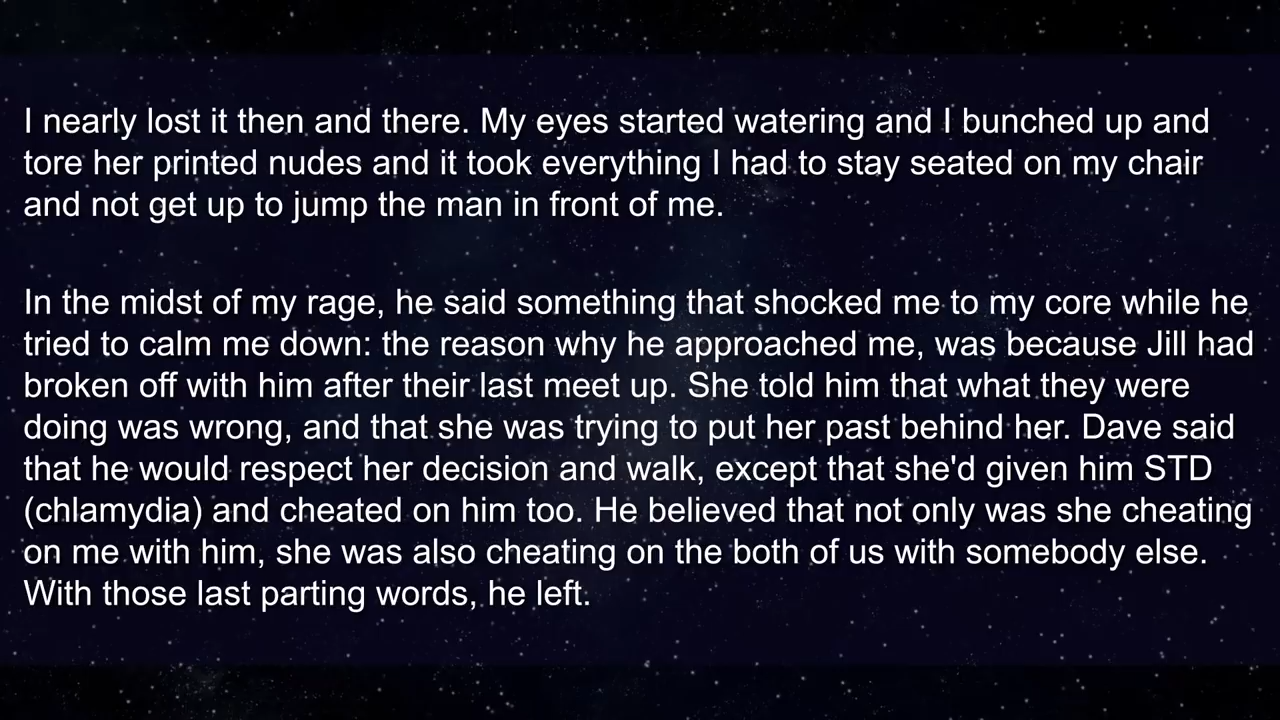 I nearly lost it then and there. My eyes started watering and I bunched up and
tore her printed nudes and it took everything I had to stay seated on my chair
and not get up to jump the man in front of me.
In the midst of my rage, he said something that shocked me to my core while he
tried to calm me down: the reason why he approached me, was because Jill had
broken off with him after their last meet up. She told him that what they were
doing was wrong, and that she was trying to put her past behind her. Dave said
that he would respect her decision and walk, except that she'd given him STD
(chlamydia) and cheated on him too. He believed that not only was she cheating
on me with him, she was also cheating on the both of us with somebody else.
With those last parting words, he left.